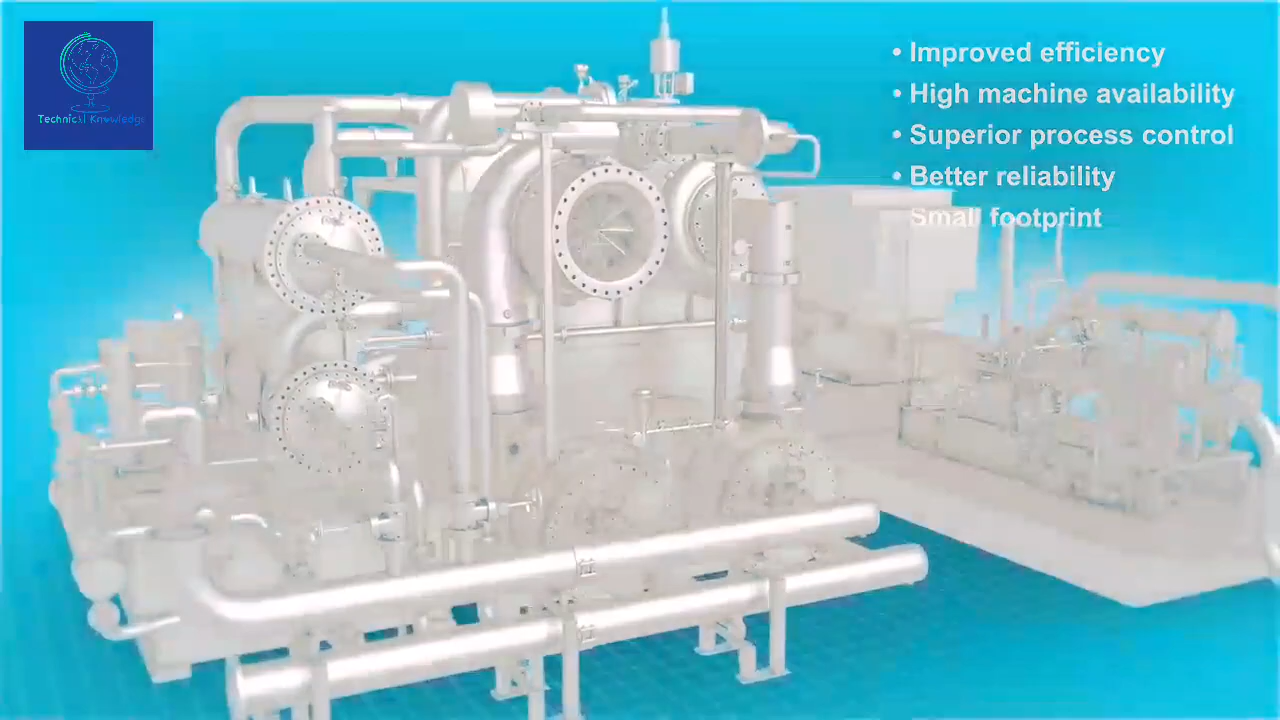 Technical Knowledge
• Improved efficiency
• High machine availability
• Superior process control
• Better reliability
Small footprint